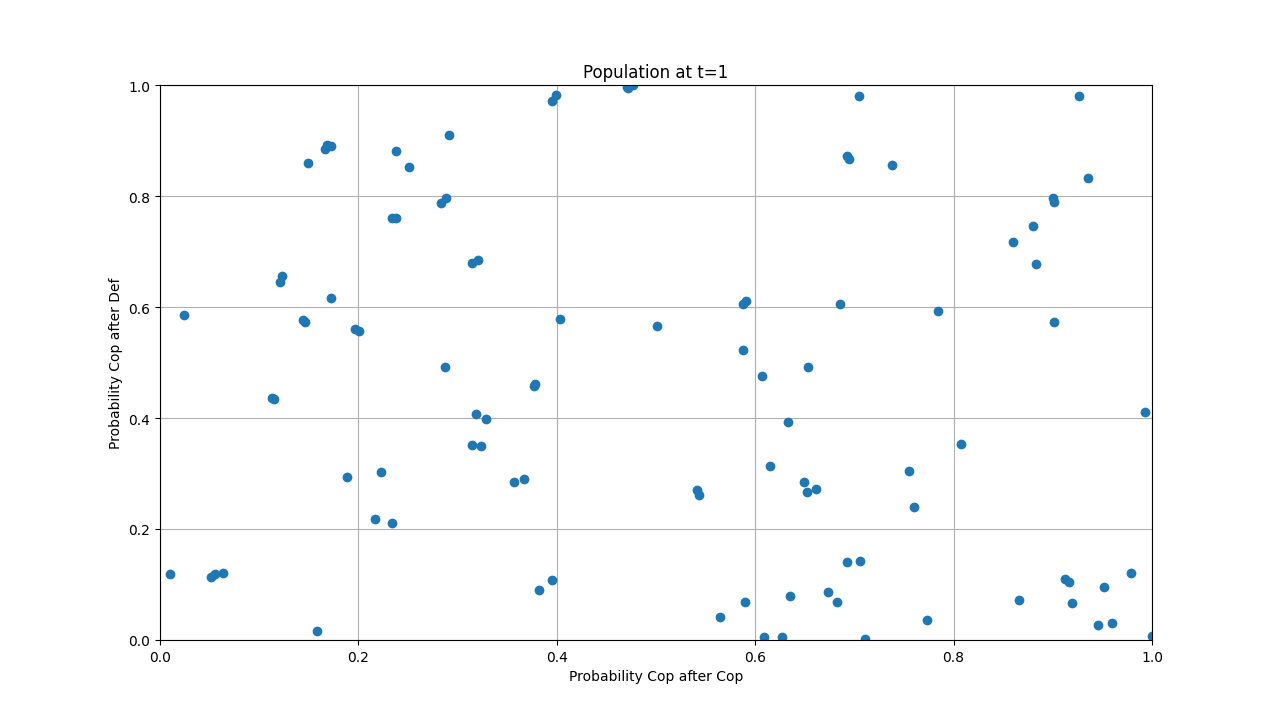 Population at t=1
1.0
0.8
0.6
0.4
0.2
0.0
Probability Cop after Def
0.0 0.2 0.4 0.6 0.8 1.0
Probability Cop after Cop